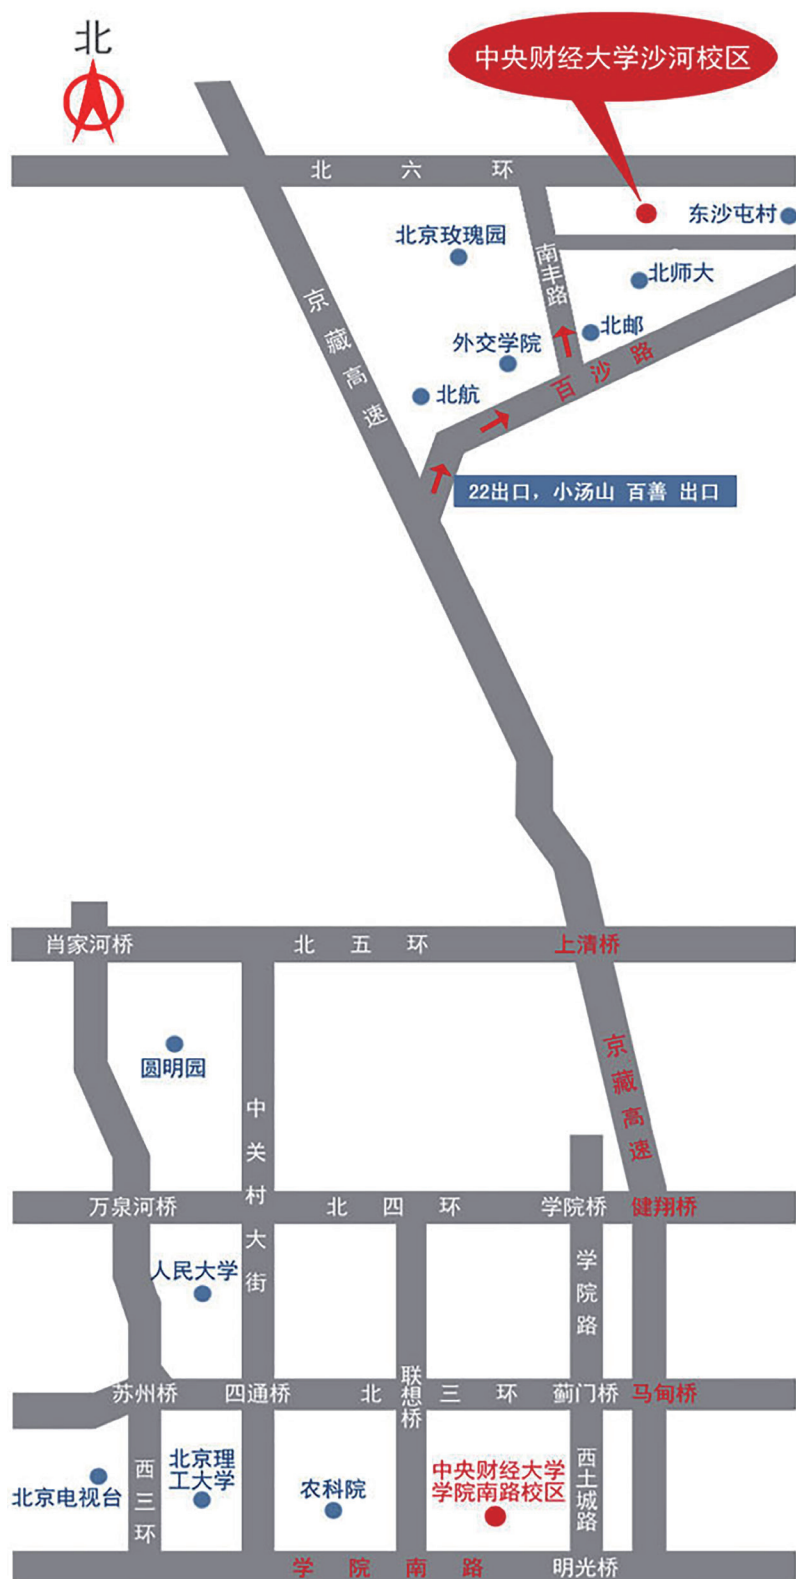 北
中央财经大学沙河校区
北六环
东沙屯村
北京玫瑰园
南丰路
北师大
京藏高速
北邮
外交学院
百沙路
北航
22出口，小汤山 百善 出口
肖家河桥
北五环
上清桥
圆明园
京藏高速
中关村大街
万泉河桥
北四环
学院桥
健翔桥
人民大学
学院路
苏州桥
四通桥
北三环
联想桥
蓟门桥
马甸桥
北京电视台
西三环
北京理
工大学
农科院
中央财经大学
学院南路校区
西土城路
学院南路
明光桥